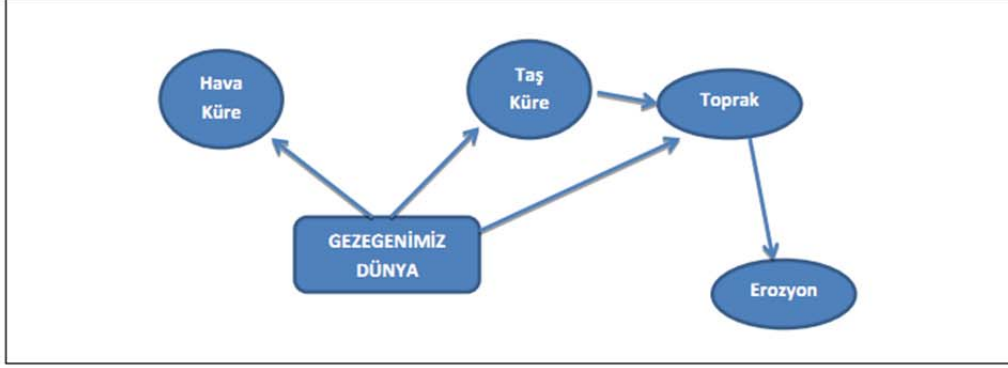 Hava
Küre
Taş
Küre
Toprak
GEZEGENİMİZ
DÜNYA
Erozyon